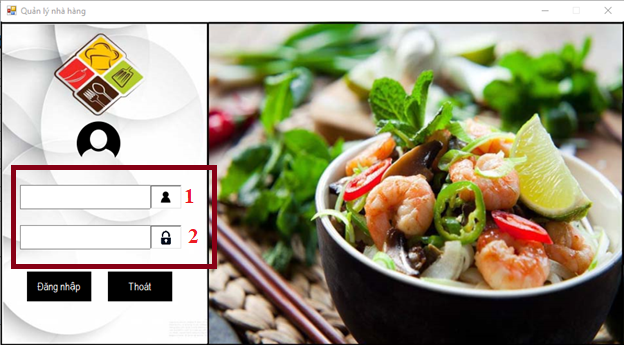 Quản lý nhà hàng
1
2
Đăng nhập
Thoát